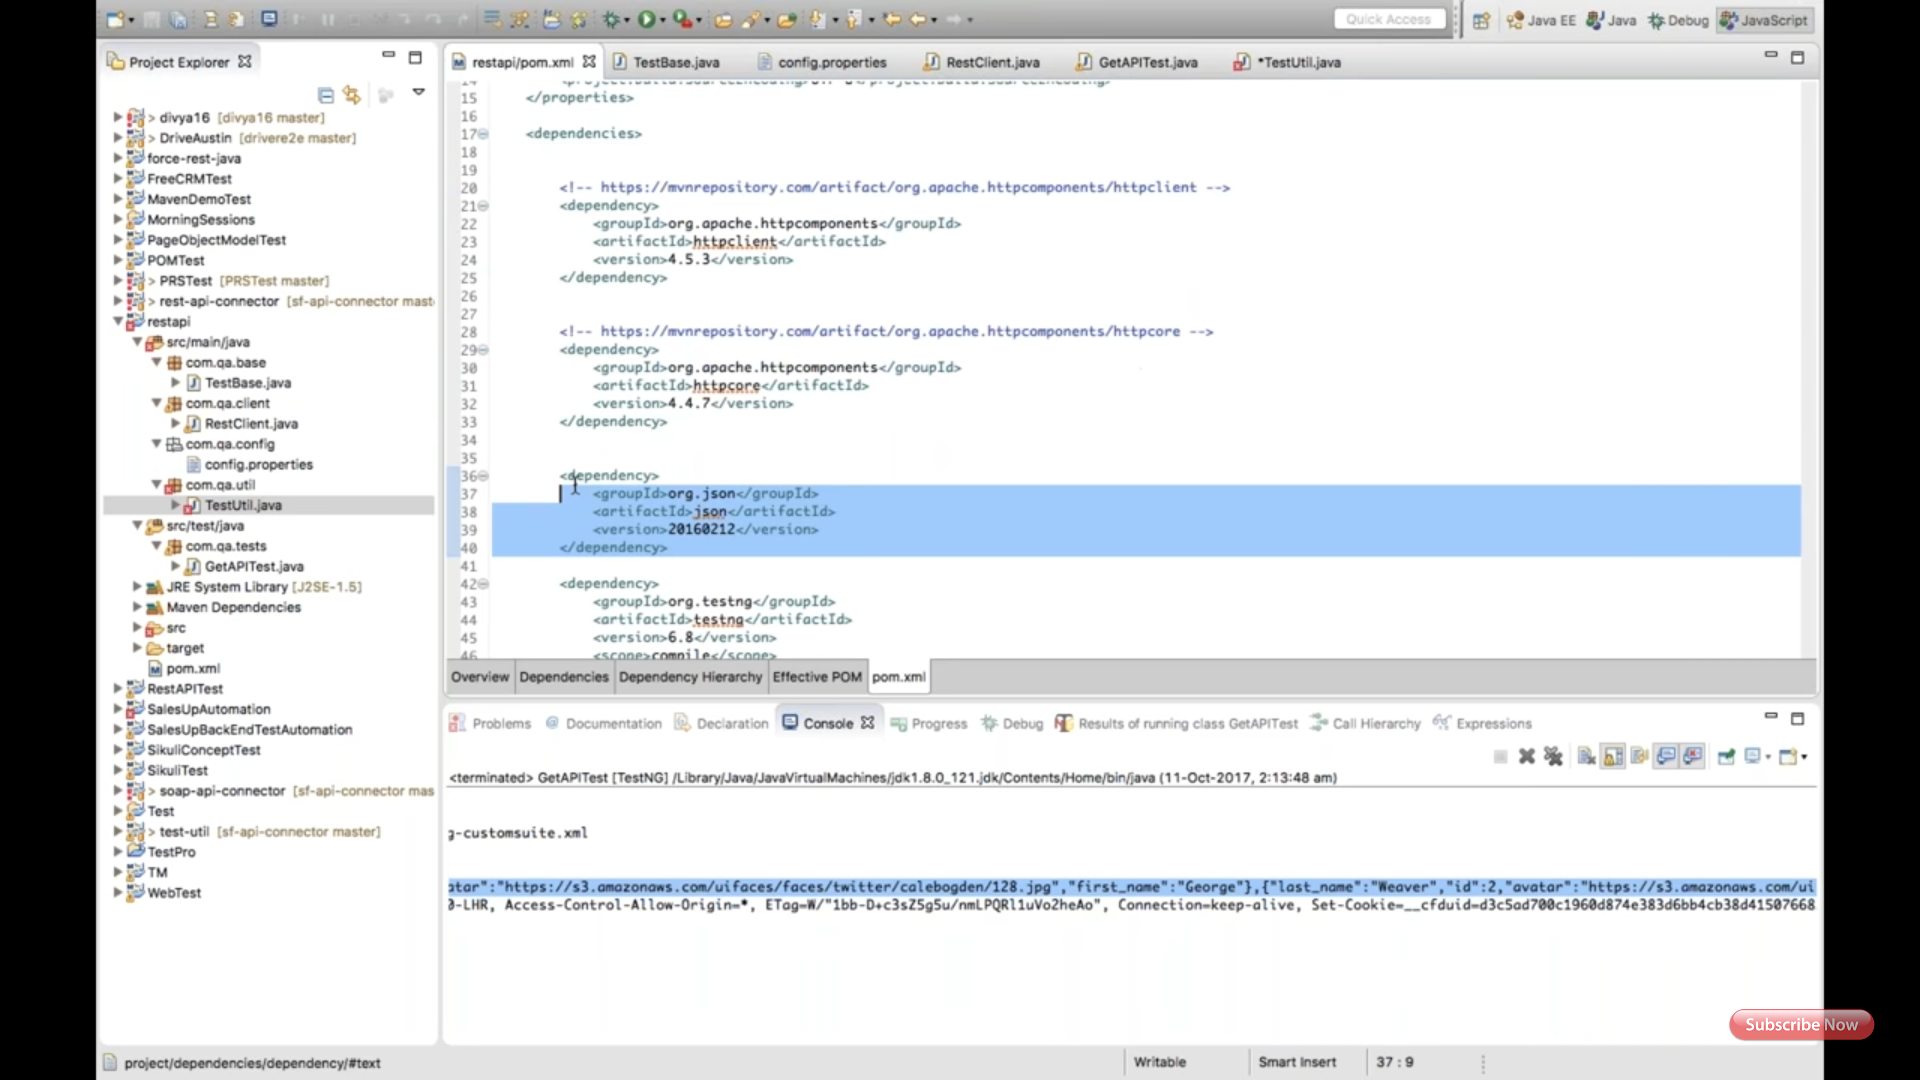 Quick Access
Java EE
Java
Debug
JavaScript
Project Explorer
restapi/pom.xml
TestBase.java
config.properties
RestClient.java
GetAPITest.java
*TestUtil.java
> divya16 [divya16 master]
> DriveAustin [drivere2e master]
force-rest-java
FreeCRMTest
MavenDemoTest
MorningSessions
PageObjectModelTest
POMTest
> PRSTest [PRSTest master]
> rest-api-connector [sf-api-connector mast
restapi
src/main/java
com.qa.base
TestBase.java
com.qa.client
RestClient.java
com.qa.config
config.properties
com.qa.util
TestUtil.java
src/test/java
com.qa.tests
GetAPITest.java
JRE System Library [J2SE-1.5]
Maven Dependencies
src
target
pom.xml
RestAPITest
SalesUpAutomation
SalesUpBackEndTestAutomation
SikuliConceptTest
SikuliTest
> soap-api-connector [sf-api-connector mas
Test
> test-util [sf-api-connector master]
TestPro
TM
WebTest
15 </properties>
16
17 <dependencies>
18
19
20 <!-- https://mvnrepository.com/artifact/org.apache.httpcomponents/httpclient -->
21 <dependency>
22 <groupId>org.apache.httpcomponents</groupId>
23 <artifactId>httpclient</artifactId>
24 <version>4.5.3</version>
25 </dependency>
26
27
28 <!-- https://mvnrepository.com/artifact/org.apache.httpcomponents/httpcore -->
29 <dependency>
30 <groupId>org.apache.httpcomponents</groupId>
31 <artifactId>httpcore</artifactId>
32 <version>4.4.7</version>
33 </dependency>
34
35
36 <dependency>
37 <groupId>org.json</groupId>
38 <artifactId>json</artifactId>
39 <version>20160212</version>
40 </dependency>
41
42 <dependency>
43 <groupId>org.testng</groupId>
44 <artifactId>testng</artifactId>
45 <version>6.8</version>
46 <scope>compile</scope>
Overview
Dependencies
Dependency Hierarchy
Effective POM
pom.xml
Problems
Documentation
Declaration
Console
Progress
Debug
Results of running class GetAPITest
Call Hierarchy
Expressions
<terminated> GetAPITest [TestNG] /Library/Java/JavaVirtualMachines/jdk1.8.0_121.jdk/Contents/Home/bin/java (11-Oct-2017, 2:13:48 am)
g-customsuite.xml
atar":"https://s3.amazonaws.com/uifaces/faces/twitter/calebogden/128.jpg","first_name":"George"},{"last_name":"Weaver","id":2,"avatar":"https://s3.amazonaws.com/ui
0-LHR, Access-Control-Allow-Origin=*, ETag=W/"1bb-D+c3sZ5g5u/nmLPQRl1uVo2heAo", Connection=keep-alive, Set-Cookie=__cfduid=d3c5ad700c1960d874e383d6bb4cb38d41507668
Subscribe Now
project/dependencies/dependency/#text
Writable
Smart Insert
37 : 9